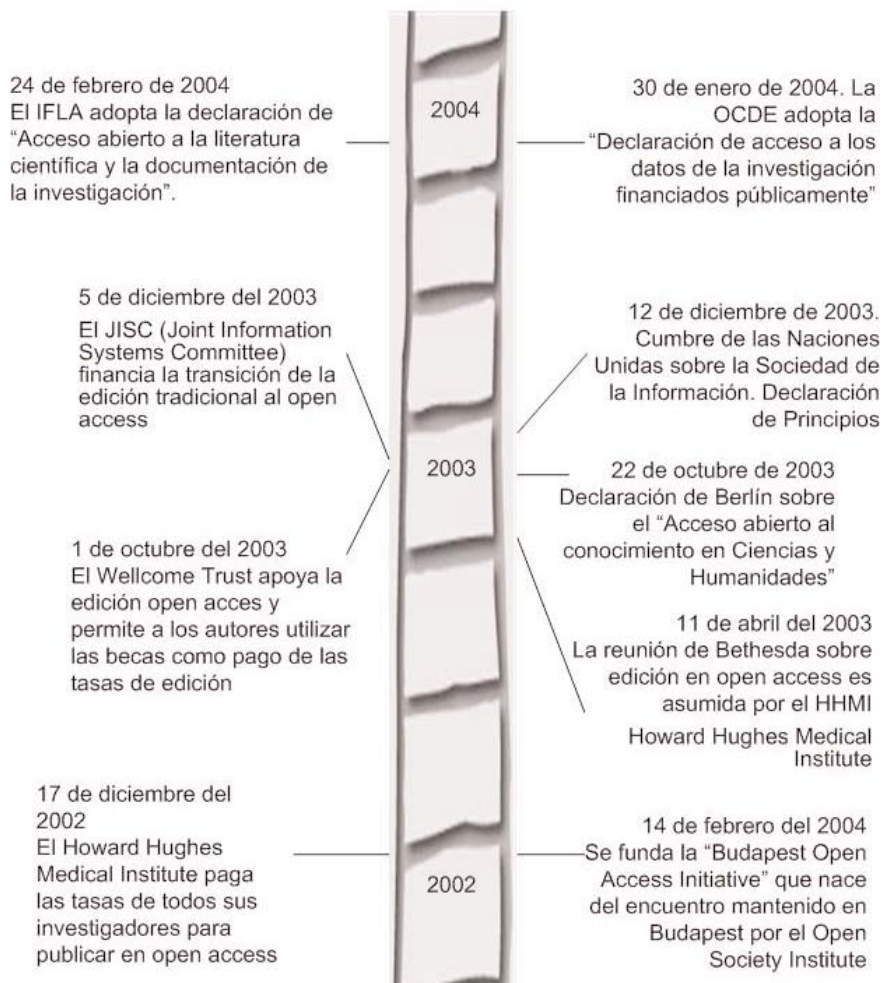 24 de febrero de 2004
El IFLA adopta la declaración de
“Acceso abierto a la literatura
científica y la documentación de
la investigación”.
2004
30 de enero de 2004. La
OCDE adopta la
“Declaración de acceso a los
datos de la investigación
financiados públicamente”
5 de diciembre del 2003
El JISC (Joint Information
Systems Committee)
financia la transición de la
edición tradicional al open
access
12 de diciembre de 2003.
Cumbre de las Naciones
Unidas sobre la Sociedad de
la Información. Declaración
de Principios
2003
22 de octubre de 2003
Declaración de Berlín sobre
el “Acceso abierto al
conocimiento en Ciencias y
Humanidades”
1 de octubre del 2003
El Wellcome Trust apoya la
edición open acces y
permite a los autores utilizar
las becas como pago de las
tasas de edición
11 de abril del 2003
La reunión de Bethesda sobre
edición en open access es
asumida por el HHMI
Howard Hughes Medical
Institute
17 de diciembre del
2002
El Howard Hughes
Medical Institute paga
las tasas de todos sus
investigadores para
publicar en open access
2002
14 de febrero del 2004
Se funda la “Budapest Open
Access Initiative” que nace
del encuentro mantenido en
Budapest por el Open
Society Institute